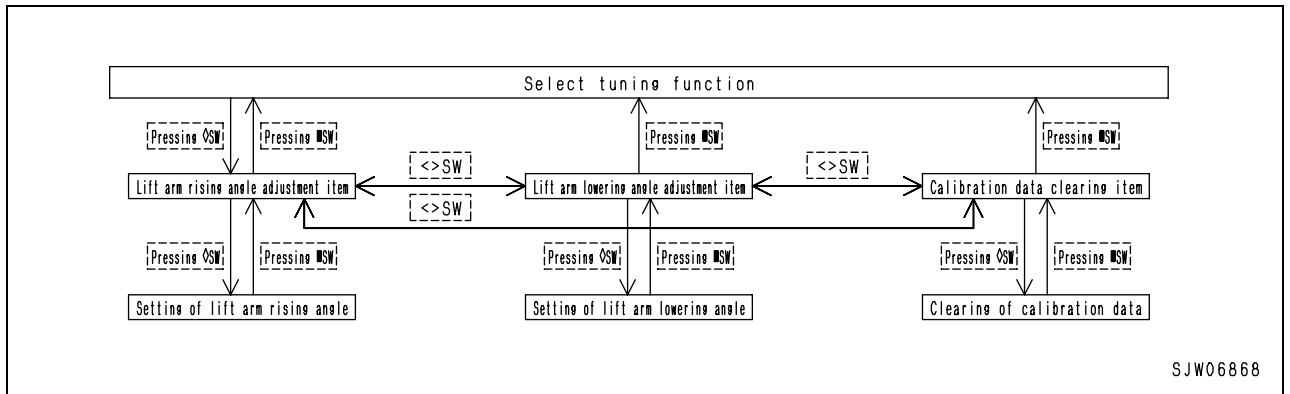 Select tuning function
Pressing ◊SW Pressing ■SW Pressing ■SW Pressing ■SW
<>SW <>SW
Lift arm rising angle adjustment item Lift arm lowering angle adjustment item Calibration data clearing item
<>SW
Pressing ◊SW Pressing ■SW Pressing ◊SW Pressing ■SW Pressing ◊SW Pressing ■SW
Setting of lift arm rising angle Setting of lift arm lowering angle Clearing of calibration data
SJW06868